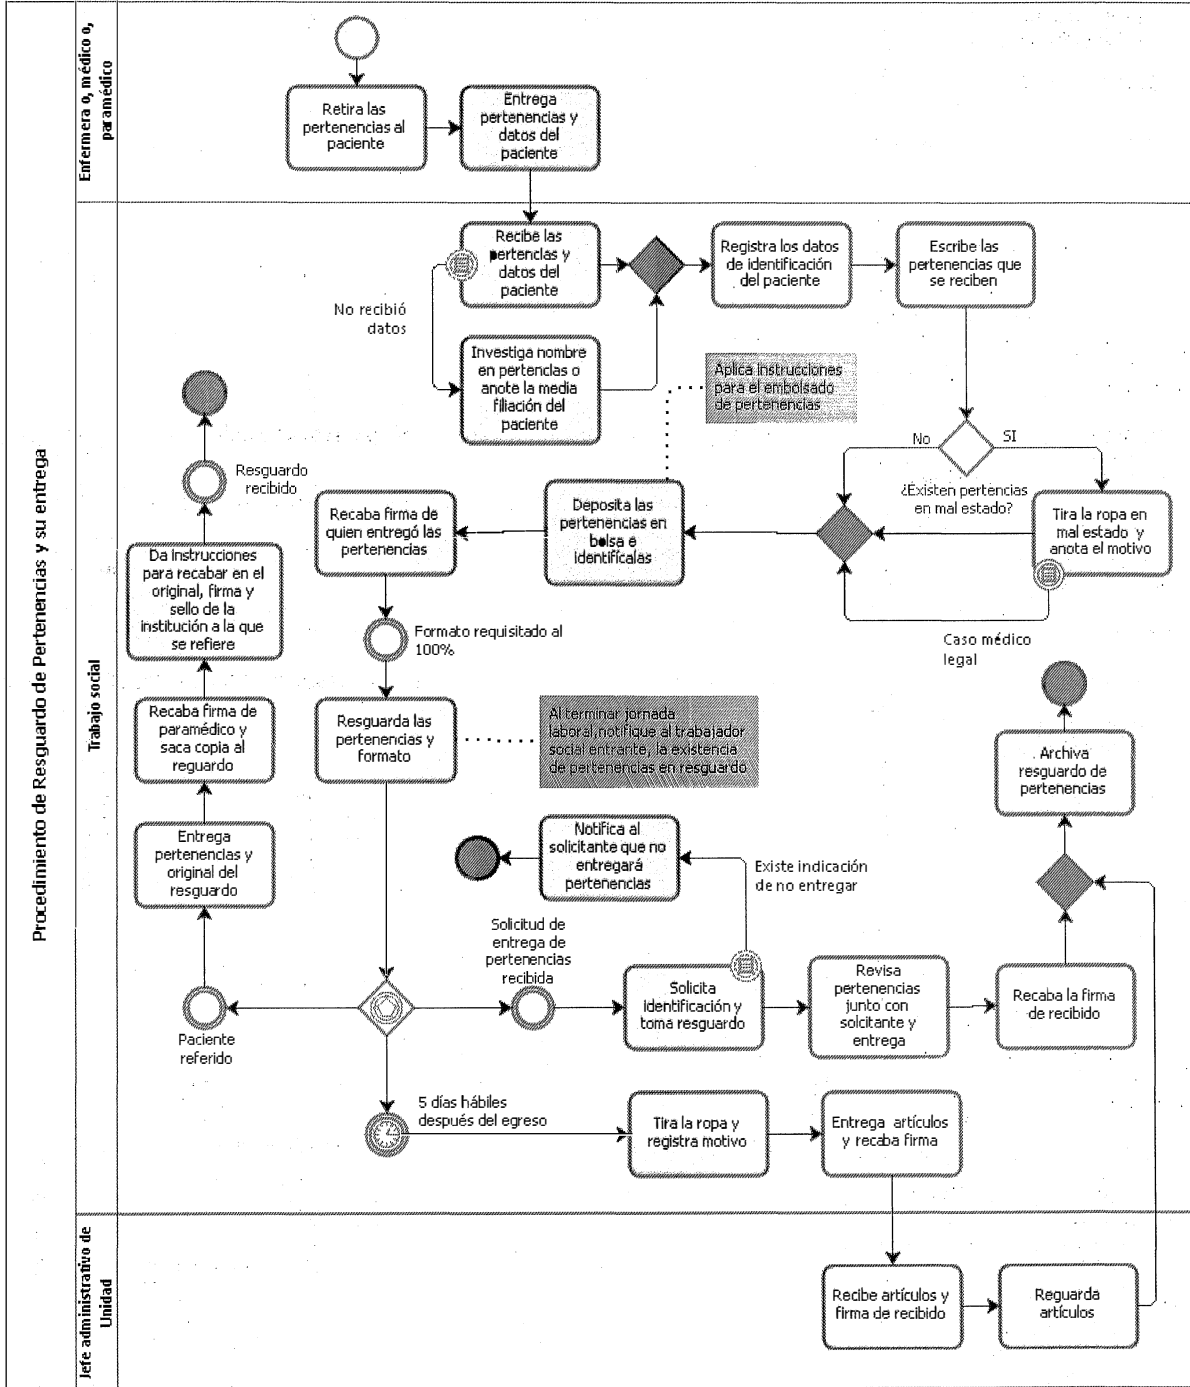 Procedimiento de Resguardo de Pertenencias y su entrega
Enfermera o, médico o,
paramédico
Retira las
pertenencias al
paciente
Entrega
pertenencias y
datos del
paciente
Trabajo social
Recibe las
pertencias y
datos del
paciente
Registra los datos
de identificación
del paciente
Escribe las
pertenencias que
se reciben
No recibió
datos
Investiga nombre
en pertencias o
anote la media
filiación del
paciente
Aplica instrucciones
para el embolsado
de pertenencias
No
SI
¿Existen pertencias
en mal estado?
Tira la ropa en
mal estado y
anota el motivo
Caso médico
legal
Deposita las
pertenencias en
bolsa e
identifícalas
Recaba firma de
quien entregó las
pertenencias
Formato requisitado al
100%
Resguarda las
pertenencias y
formato
Al terminar jornada
laboral, notifique al trabajador
social entrante, la existencia
de pertenencias en resguardo
Resguardo
recibido
Da instrucciones
para recabar en el
original, firma y
sello de la
institución a la que
se refiere
Recaba firma de
paramédico y
saca copia al
reguardo
Entrega
pertenencias y
original del
resguardo
Paciente
referido
Notifica al
solicitante que no
entregará
pertenencias
Existe indicación
de no entregar
Solicitud de
entrega de
pertenencias
recibida
Solicita
identificación y
toma resguardo
Revisa
pertenencias
junto con
solcitante y
entrega
Recaba la firma
de recibido
Archiva
resguardo de
pertenencias
5 días hábiles
después del egreso
Tira la ropa y
registra motivo
Entrega artículos
y recaba firma
Jefe administrativo de
Unidad
Recibe artículos y
firma de recibido
Reguarda
artículos